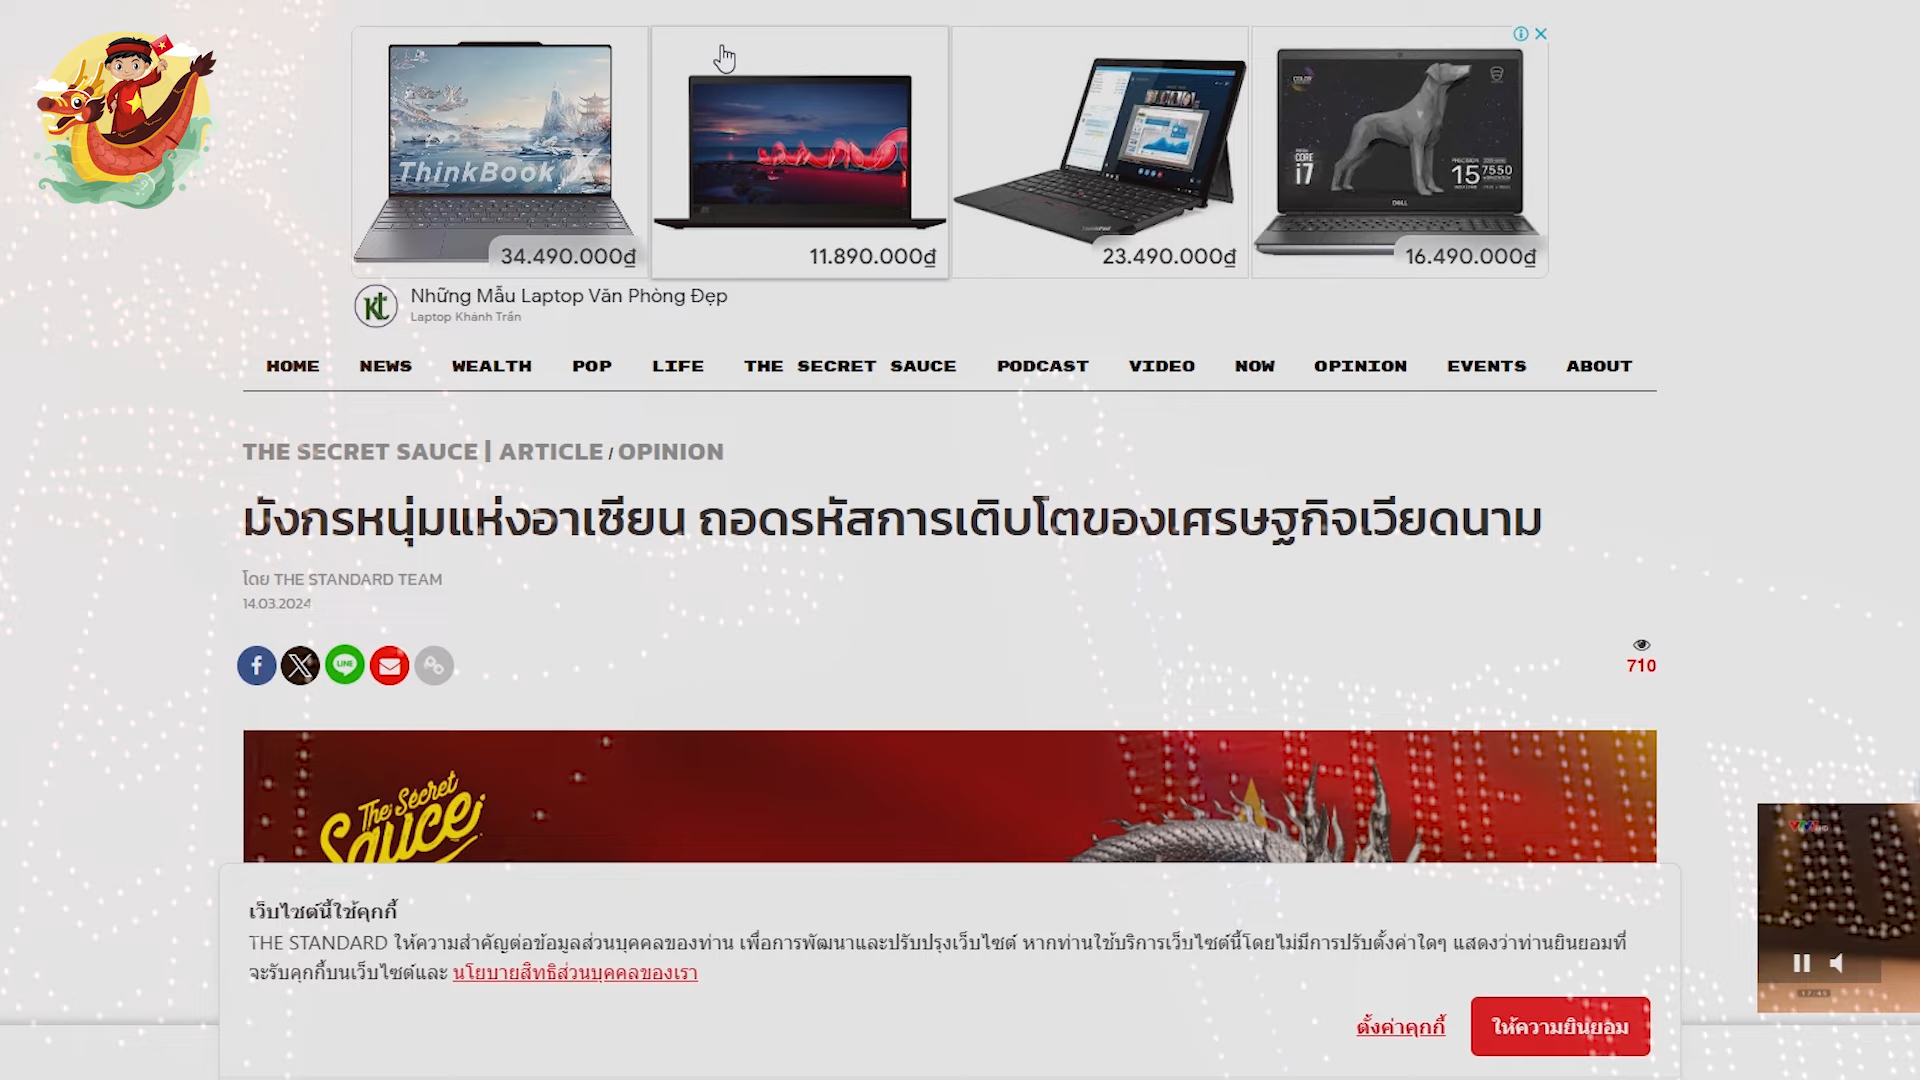 ThinkBook X
34.490.000₫
11.890.000₫
23.490.000₫
CORE
i7
15 7550
DELL
16.490.000₫
kt
Những Mẫu Laptop Văn Phòng Đẹp
Laptop Khánh Trần
HOME NEWS WEALTH POP LIFE THE SECRET SAUCE PODCAST VIDEO NOW OPINION EVENTS ABOUT
THE SECRET SAUCE | ARTICLE / OPINION
มังกรหนุ่มแห่งอาเซียน ถอดรหัสการเติบโตของเศรษฐกิจเวียดนาม
โดย THE STANDARD TEAM
14.03.2024
LINE
710
The Secret
Sauce
เว็บไซต์นี้ใช้คุกกี้
THE STANDARD ให้ความสำคัญต่อข้อมูลส่วนบุคคลของท่าน เพื่อการพัฒนาและปรับปรุงเว็บไซต์ หากท่านใช้บริการเว็บไซต์นี้โดยไม่มีการปรับตั้งค่าใดๆ แสดงว่าท่านยินยอมที่
จะรับคุกกี้บนเว็บไซต์และ นโยบายสิทธิส่วนบุคคลของเรา
ตั้งค่าคุกกี้ ให้ความยินยอม